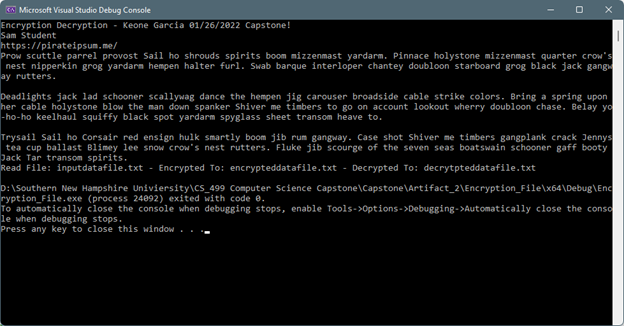 Microsoft Visual Studio Debug Console
Encryption Decryption - Keone Garcia 01/26/2022 Capstone!
Sam Student
https://pirateipsum.me/
Prow scuttle parrel provost Sail ho shrouds spirits boom mizzenmast yardarm. Pinnace holystone mizzenmast quarter crow's
 nest nipperkin grog yardarm hempen halter furl. Swab barque interloper chantey doubloon starboard grog black jack gangw
ay rutters.

Deadlights jack lad schooner scallywag dance the hempen jig carouser broadside cable strike colors. Bring a spring upon
her cable holystone blow the man down spanker Shiver me timbers to go on account lookout wherry doubloon chase. Belay yo
-ho-ho keelhaul squiffy black spot yardarm spyglass sheet transom heave to.

Trysail Sail ho Corsair red ensign hulk smartly boom jib rum gangway. Case shot Shiver me timbers gangplank crack Jennys
 tea cup ballast Blimey lee snow crow's nest rutters. Fluke jib scourge of the seven seas boatswain schooner gaff booty
Jack Tar transom spirits.
Read File: inputdatafile.txt - Encrypted To: encrypteddatafile.txt - Decrypted To: decrytpteddatafile.txt

D:\Southern New Hampshire Univiersity\CS_499 Computer Science Capstone\Capstone\Artifact_2\Encryption_File\x64\Debug\Enc
ryption_File.exe (process 24092) exited with code 0.
To automatically close the console when debugging stops, enable Tools->Options->Debugging->Automatically close the conso
le when debugging stops.
Press any key to close this window . . .